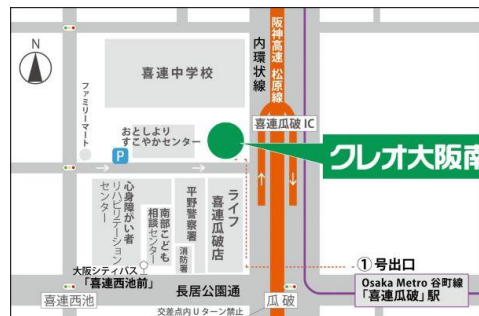 N
喜連中学校
ファミリーマート
おとしより
すこやかセンター
P
内環状線
阪神高速 松原線
喜連瓜破 IC
クレオ大阪南
心身障がい者
リハビリテーション
センター
南部こども
相談センター
平野警察署
消防署
ライフ
喜連瓜破店
大阪シティバス
「喜連西池前」
①号出口
Osaka Metro 谷町線
「喜連瓜破」駅
喜連西池
長居公園通
瓜破
交差点内Uターン禁止